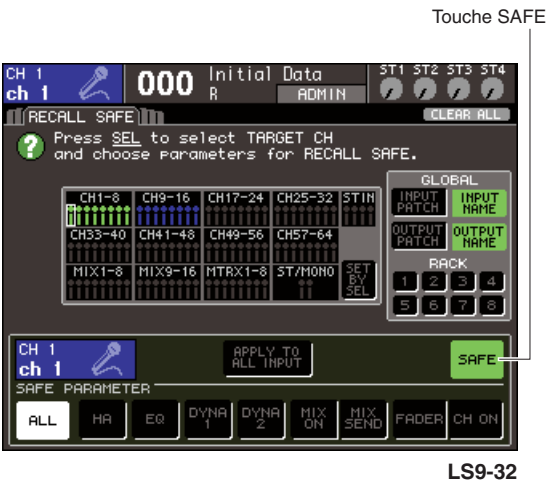 Touche SAFE
CH 1
ch 1
000
Initial Data
R
ADMIN
ST1 ST2 ST3 ST4
RECALL SAFE
CLEAR ALL
?
Press SEL to select TARGET CH
and choose parameters for RECALL SAFE.
CH1-8 CH9-16 CH17-24 CH25-32 STIN
CH33-40 CH41-48 CH49-56 CH57-64
MIX1-8 MIX9-16 MTRX1-8 ST/MONO
SET
BY
SEL
GLOBAL
INPUT
PATCH
INPUT
NAME
OUTPUT
PATCH
OUTPUT
NAME
RACK
1 2 3 4
5 6 7 8
CH 1
ch 1
APPLY TO
ALL INPUT
SAFE
SAFE PARAMETER
ALL
HA
EQ
DYNA
1
DYNA
2
MIX
ON
MIX
SEND
FADER
CH ON
LS9-32